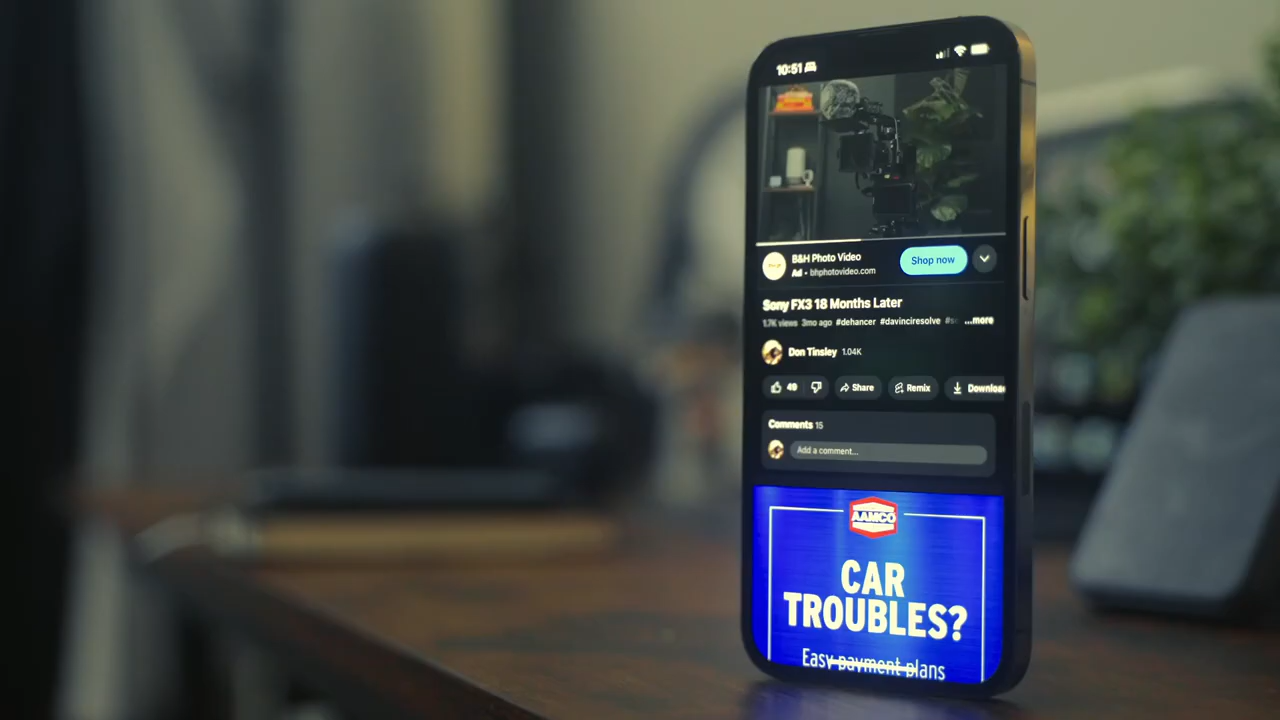 10:51
B&H Photo Video
Ad • bhphotovideo.com
Shop now
Sony FX3 18 Months Later
1.7K views 3mo ago #dehancer #davinciresolve ...more
Don Tinsley 1.04K
49 Share Remix Downloa
Comments 15
Add a comment...
AAMCO
CAR
TROUBLES?
Easy payment plans